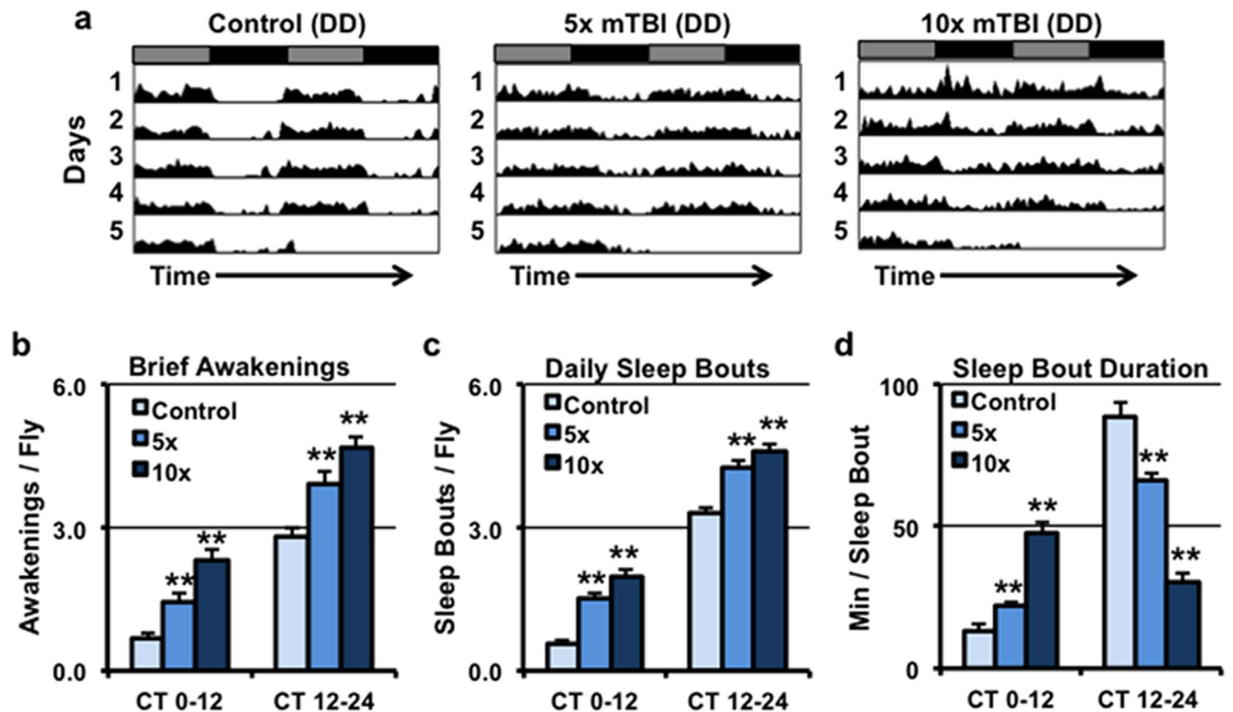 a
Control (DD)
5x mTBI (DD)
10x mTBI (DD)
Days
1
2
3
4
5
1
2
3
4
5
1
2
3
4
5
Time
Time
Time
b
Brief Awakenings
Awakenings / Fly
6.0
3.0
0.0
Control
5x
10x
**
**
**
**
CT 0-12
CT 12-24
c
Daily Sleep Bouts
Sleep Bouts / Fly
6.0
3.0
0.0
Control
5x
10x
**
**
**
**
CT 0-12
CT 12-24
d
Sleep Bout Duration
Min / Sleep Bout
100
50
0
Control
5x
10x
**
**
**
**
CT 0-12
CT 12-24